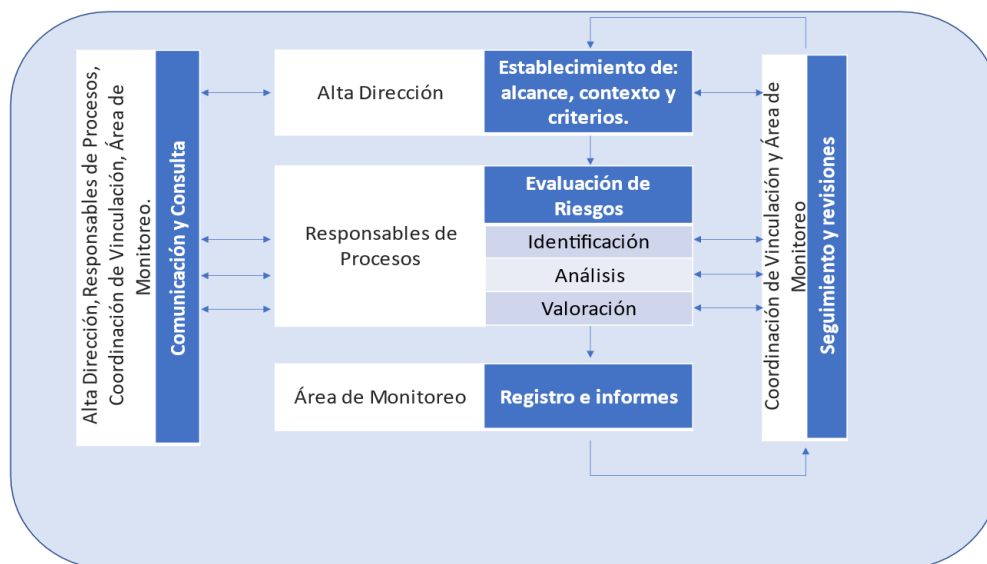 Alta Dirección, Responsables de Procesos,
Coordinación de Vinculación, Área de
Monitoreo.
Comunicación y Consulta
Alta Dirección
Establecimiento de:
alcance, contexto y
criterios.
Responsables de
Procesos
Evaluación de
Riesgos
Identificación
Análisis
Valoración
Área de Monitoreo
Registro e informes
Coordinación de Vinculación y Área de
Monitoreo
Seguimiento y revisiones